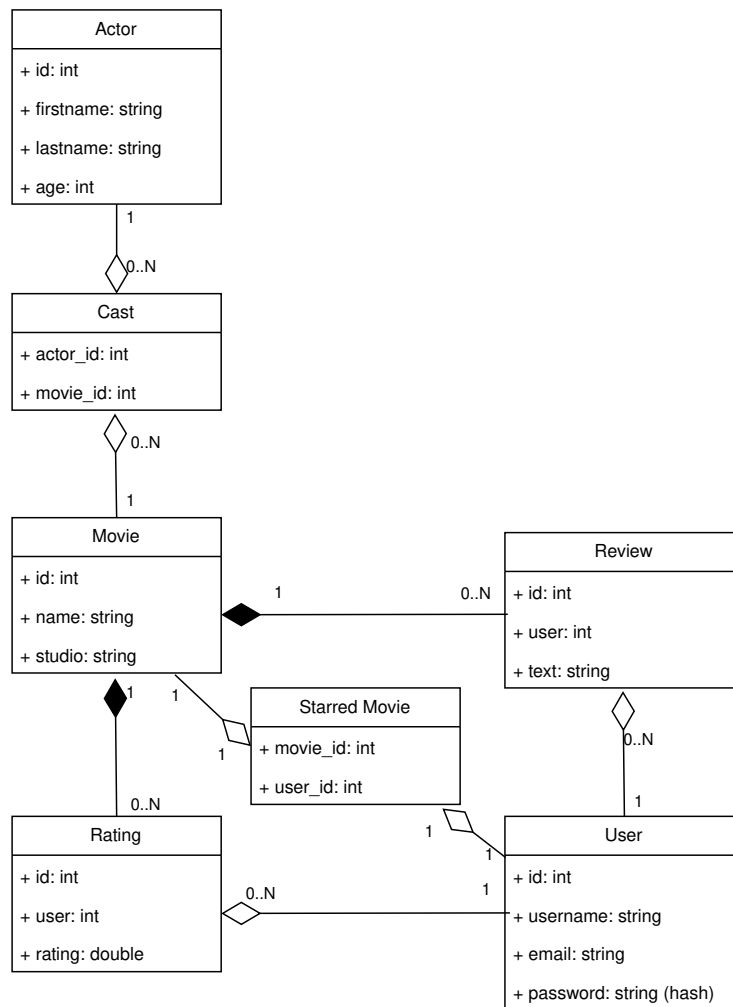 Actor
+ id: int
+ firstname: string
+ lastname: string
+ age: int
1
0..N
Cast
+ actor_id: int
+ movie_id: int
0..N
1
Movie
+ id: int
+ name: string
+ studio: string
1
0..N
Review
+ id: int
+ user: int
+ text: string
1
1
Starred Movie
+ movie_id: int
+ user_id: int
1
0..N
0..N
1
1
1
Rating
+ id: int
+ user: int
+ rating: double
0..N
1
User
+ id: int
+ username: string
+ email: string
+ password: string (hash)